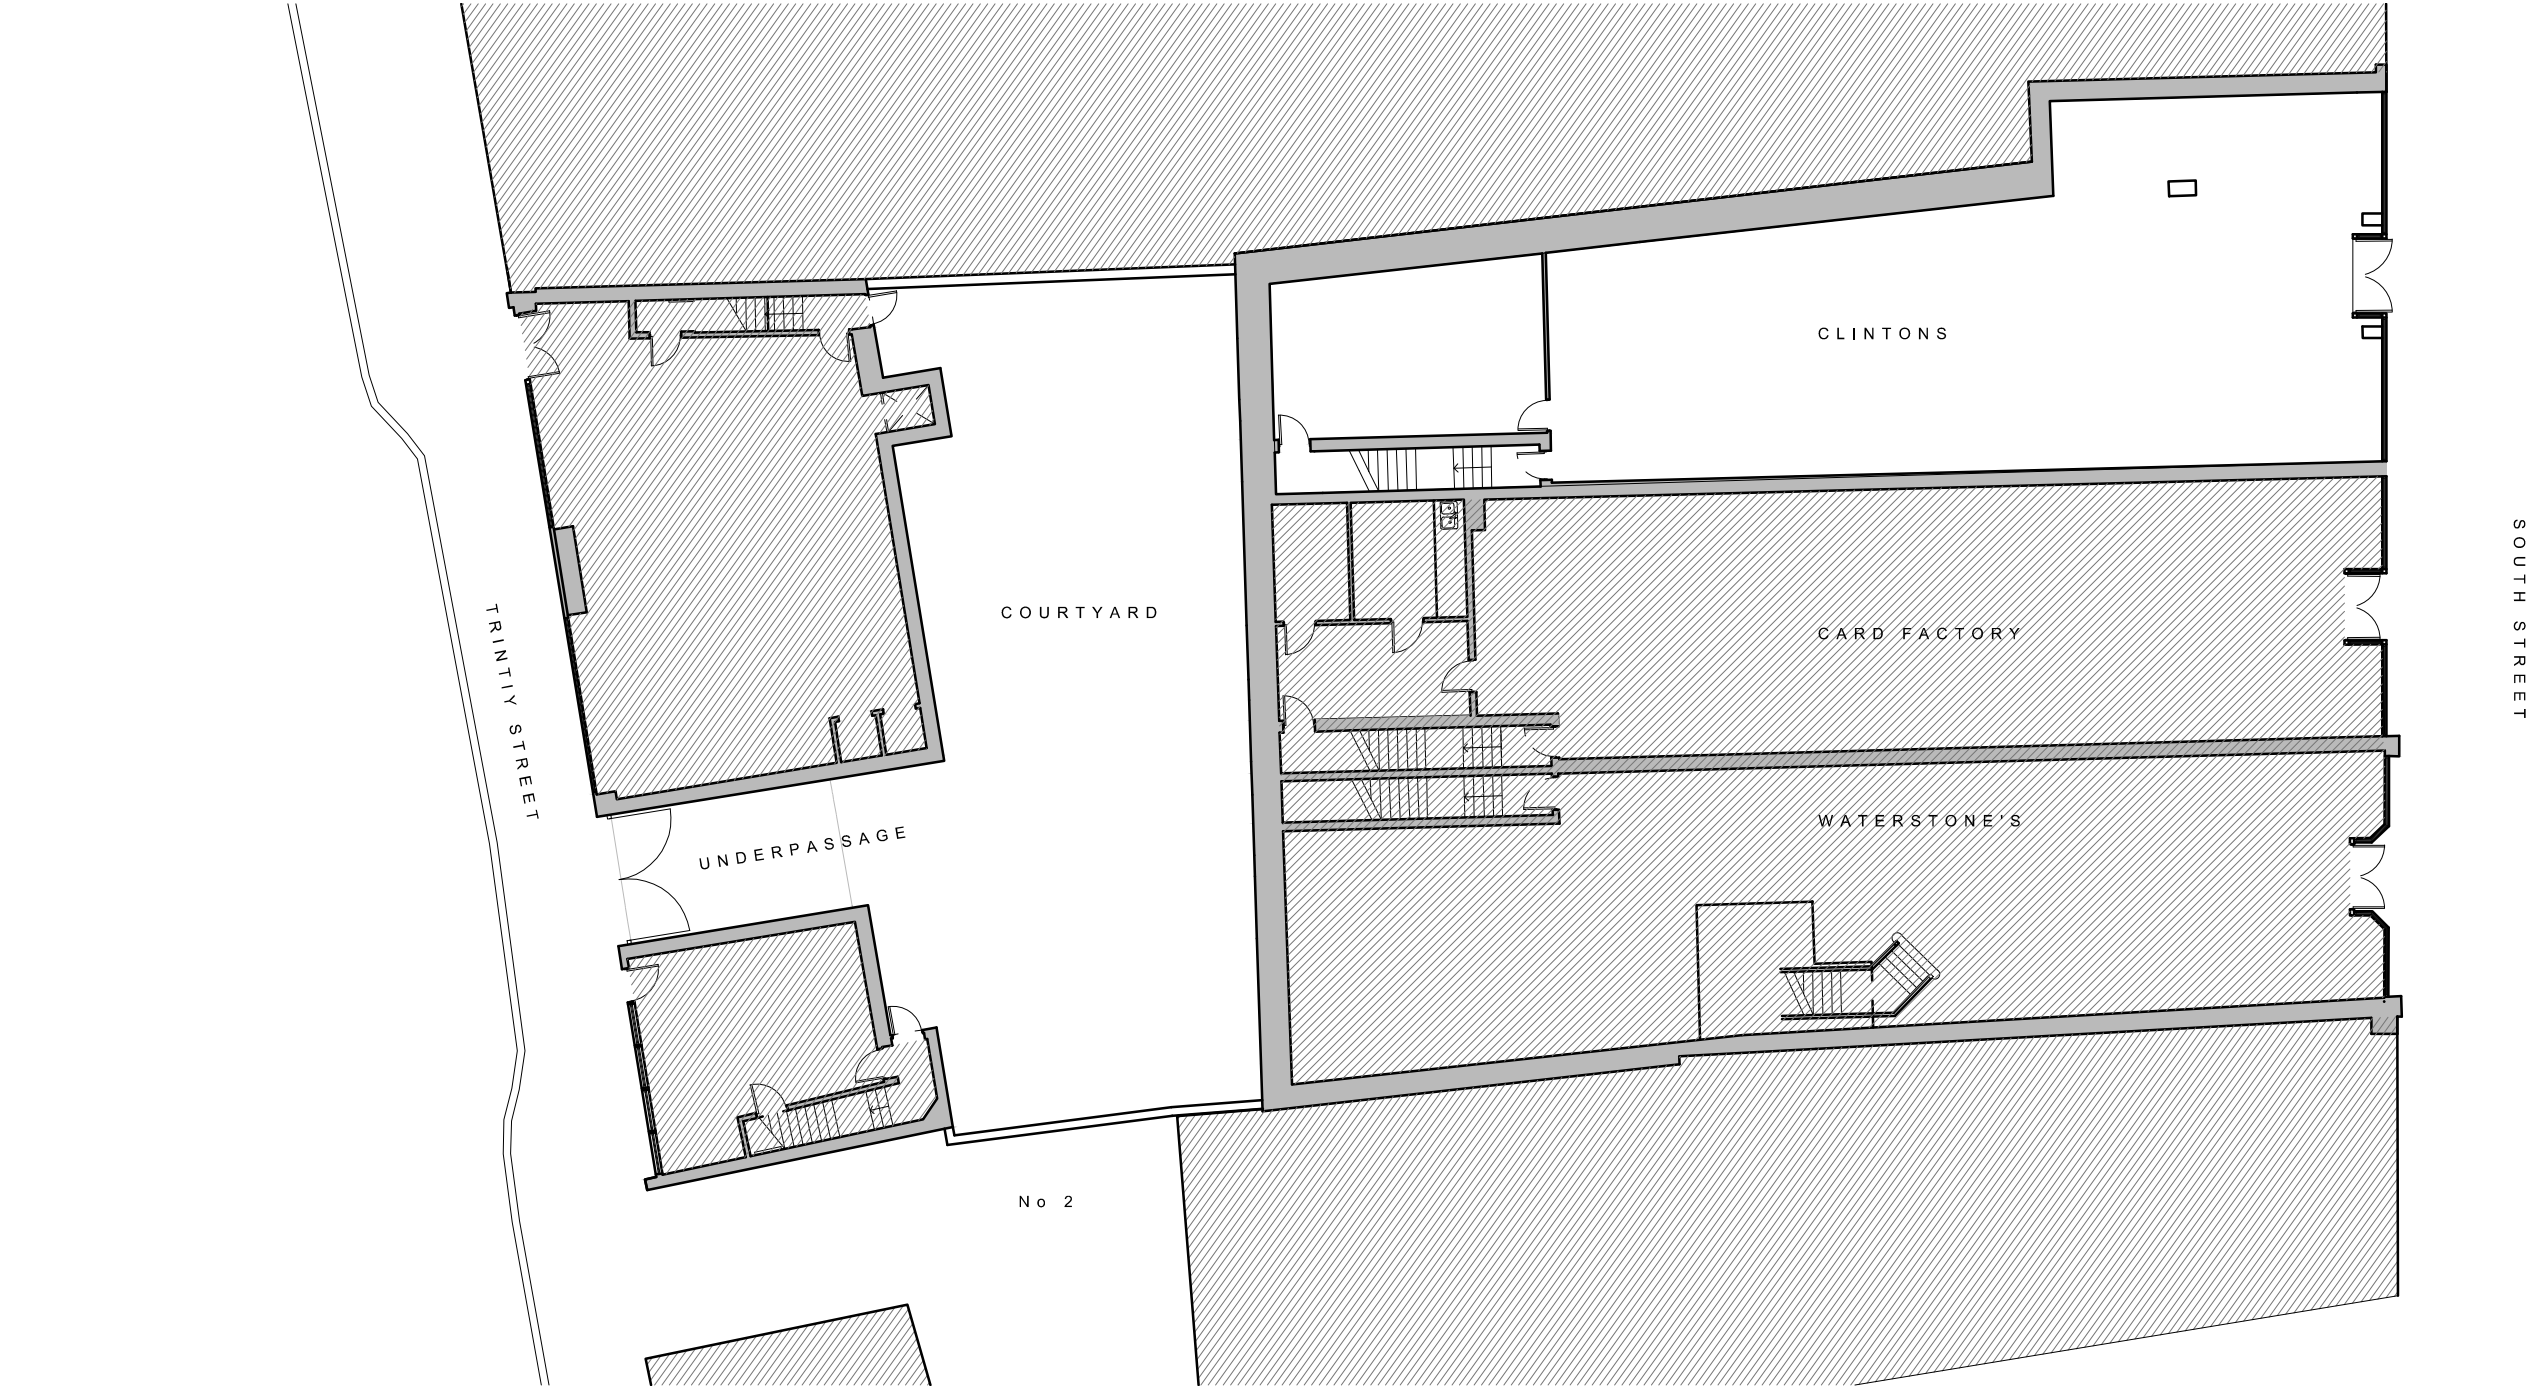 CLINTONS
SOUTH STREET
TRINTIY STREET
COURTYARD
CARD FACTORY
WATERSTONE'S
UNDERPASSAGE
No 2